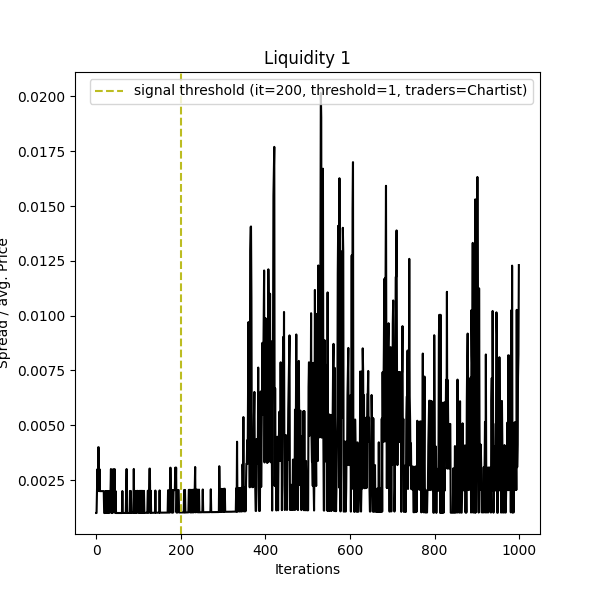 Liquidity 1
signal threshold (it=200, threshold=1, traders=Chartist)
0.0200
0.0175
0.0150
0.0125
0.0100
0.0075
0.0050
0.0025
Spread / avg. Price
0 200 400 600 800 1000
Iterations